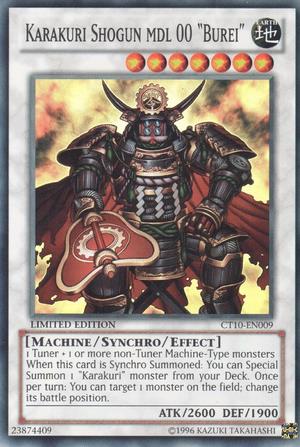 KARAKURI SHOGUN MDL 00 "BUREI"
EARTH
地
LIMITED EDITION
CT10-EN009
[MACHINE/SYNCHRO/EFFECT]
1 Tuner + 1 or more non-Tuner Machine-Type monsters
When this card is Synchro Summoned: You can Special
Summon 1 "Karakuri" monster from your Deck. Once
per turn: You can target 1 monster on the field; change
its battle position.
ATK/2600 DEF/1900
23874409
©1996 KAZUKI TAKAHASHI